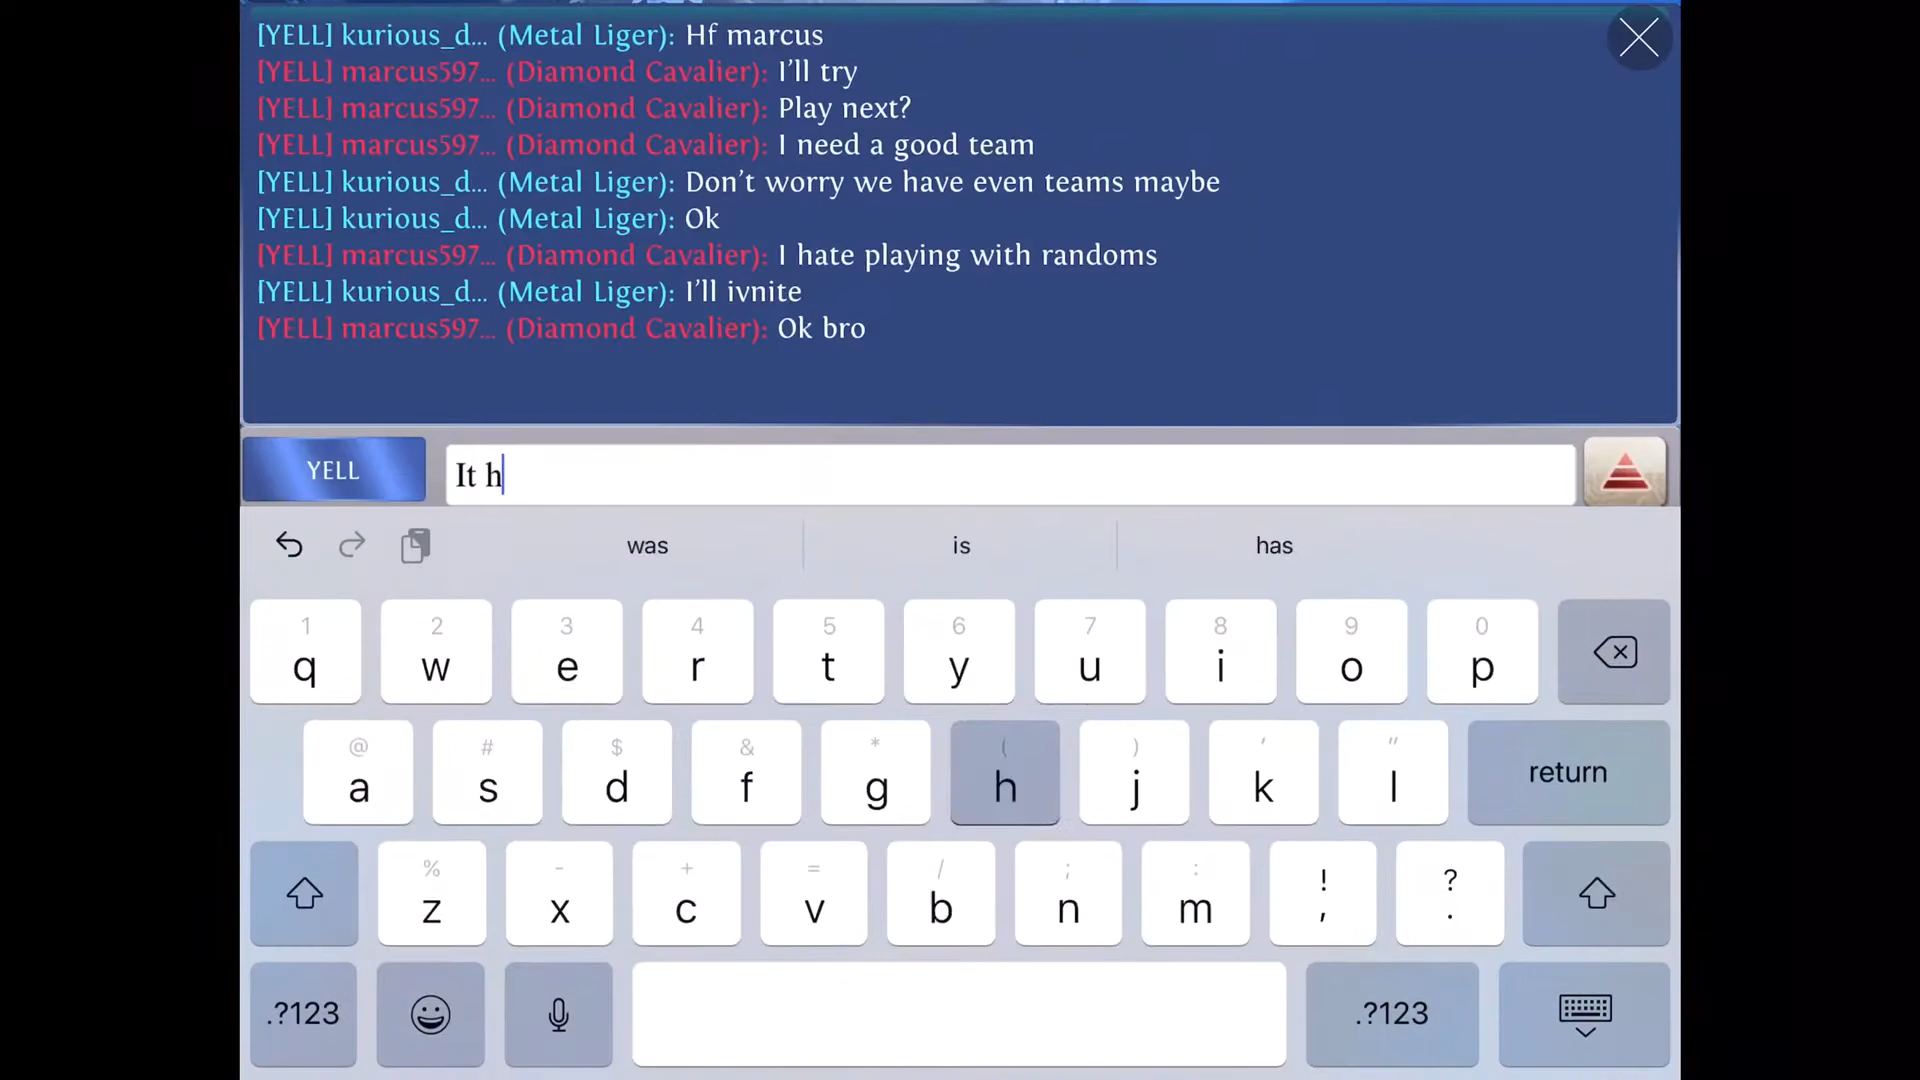 [YELL] kurious_d... (Metal Liger): Hf marcus
[YELL] marcus597... (Diamond Cavalier): I'll try
[YELL] marcus597... (Diamond Cavalier): Play next?
[YELL] marcus597... (Diamond Cavalier): I need a good team
[YELL] kurious_d... (Metal Liger): Don't worry we have even teams maybe
[YELL] kurious_d... (Metal Liger): Ok
[YELL] marcus597... (Diamond Cavalier): I hate playing with randoms
[YELL] kurious_d... (Metal Liger): I'll ivnite
[YELL] marcus597... (Diamond Cavalier): Ok bro
YELL It h
was is has
1 2 3 4 5 6 7 8 9 0
q w e r t y u i o p
@ # $ & * ( ) ' "
a s d f g h j k l return
% - + = / ; : ! ?
z x c v b n m , .
.?123 .?123